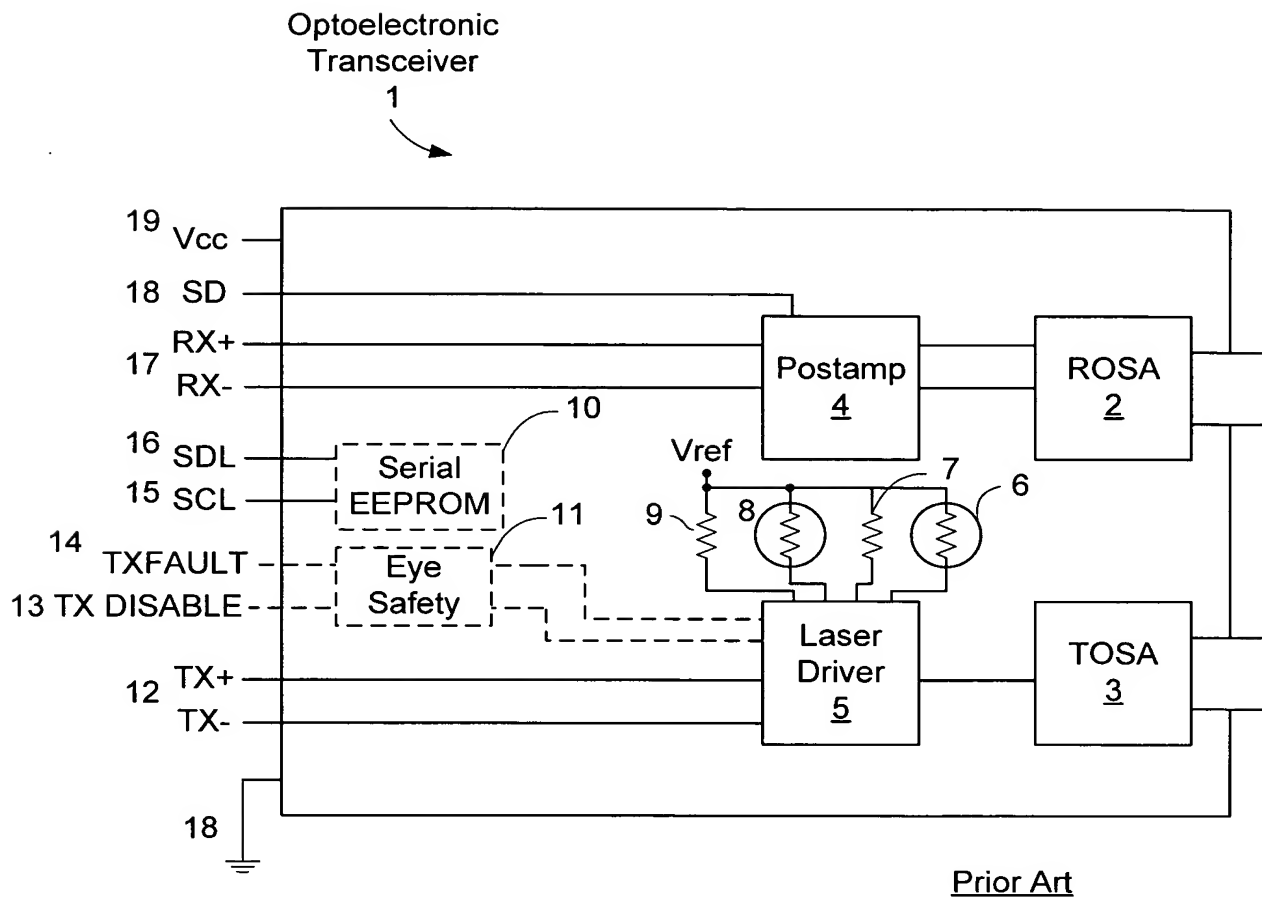 Optoelectronic
Transceiver
1
19 Vcc
18 SD
RX+
17
RX-
Postamp
4
ROSA
2
10
16 SDL
15 SCL
Serial
EEPROM
Vref
7
6
9
8
11
14
TXFAULT
13 TX DISABLE
Eye
Safety
Laser
Driver
5
TOSA
3
TX+
12
TX-
18
Prior Art